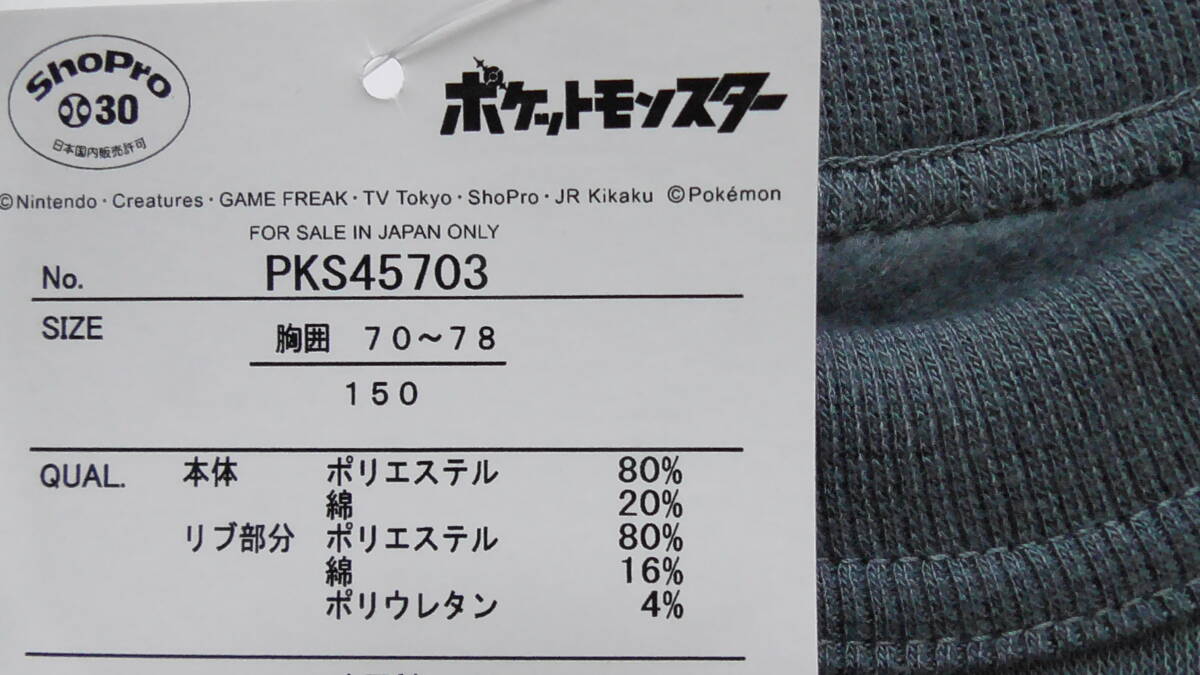 ShoPro
30
日本国内販売許可
ポケットモンスター
©Nintendo・Creatures・GAME FREAK・TV Tokyo・ShoPro・JR Kikaku ©Pokémon
FOR SALE IN JAPAN ONLY
No. PKS45703
SIZE 胸囲 70~78
150
QUAL. 本体 ポリエステル 80%
綿 20%
リブ部分 ポリエステル 80%
綿 16%
ポリウレタン 4%